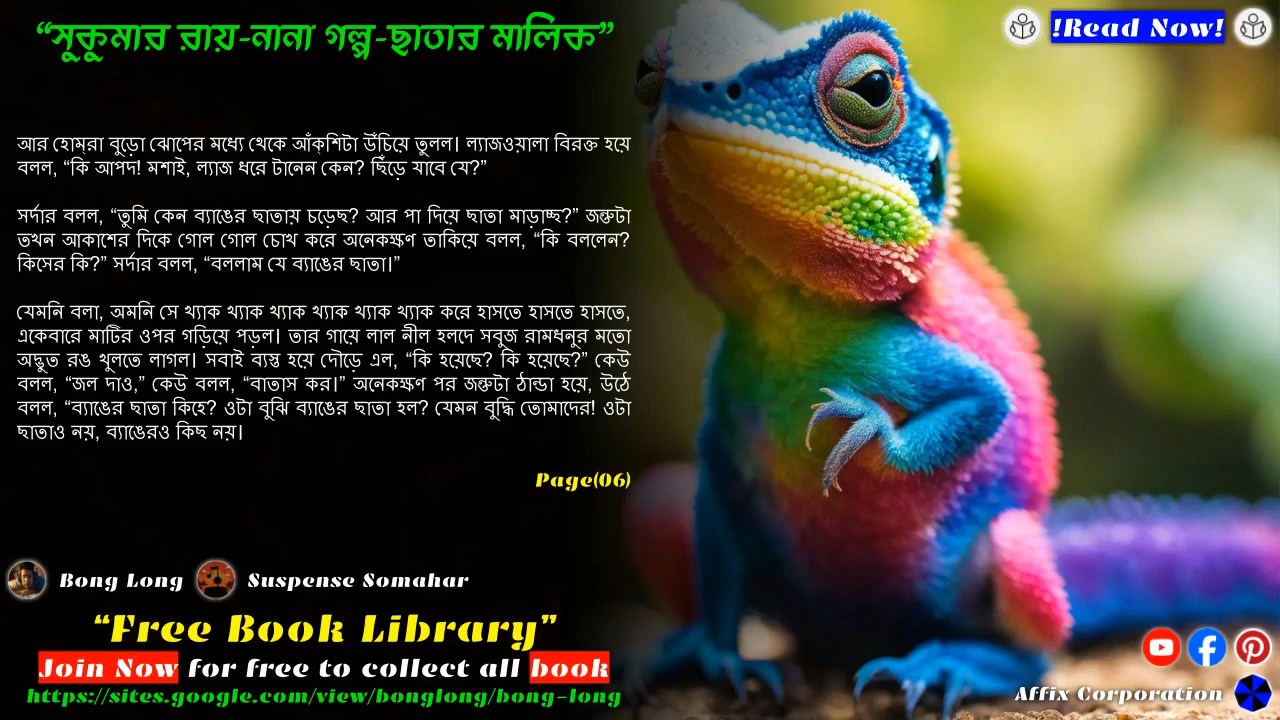 “সুকুমার রায়-নানা গল্প-ছাতার মালিক”
!Read Now!
আর হোমরা বুড়ো ঝোপের মধ্যে থেকে আঁকশিটা উঁচিয়ে তুলল। ল্যাজওয়ালা বিরক্ত হয়ে
বলল, “কি আপদ! মশাই, ল্যাজ ধরে টানেন কেন? ছিঁড়ে যাবে যে?”
সর্দার বলল, “তুমি কেন ব্যাঙের ছাতায় চড়েছ? আর পা দিয়ে ছাতা মাড়াচ্ছ?” জন্তুটা
তখন আকাশের দিকে গোল গোল চোখ করে অনেকক্ষণ তাকিয়ে বলল, “কি বললেন?
কিসের কি?” সর্দার বলল, “বললাম যে ব্যাঙের ছাতা।”
যেমনি বলা, অমনি সে খ্যাক খ্যাক খ্যাক খ্যাক খ্যাক খ্যাক করে হাসতে হাসতে হাসতে,
একেবারে মাটির ওপর গড়িয়ে পড়ল। তার গায়ে লাল নীল হলদে সবুজ রামধনুর মতো
অদ্ভুত রঙ খুলতে লাগল। সবাই ব্যস্ত হয়ে দৌড়ে এল, “কি হয়েছে? কি হয়েছে?” কেউ
বলল, “জল দাও,” কেউ বলল, “বাতাস কর।” অনেকক্ষণ পর জন্তুটা ঠান্ডা হয়ে, উঠে
বলল, “ব্যাঙের ছাতা কিহে? ওটা বুঝি ব্যাঙের ছাতা হল? যেমন বুদ্ধি তোমাদের! ওটা
ছাতাও নয়, ব্যাঙেরও কিছ নয়।
Page(06)
Bong Long Suspense Somahar
“Free Book Library”
Join Now for free to collect all book
https://sites.google.com/view/bonglong/bong-long
Affix Corporation